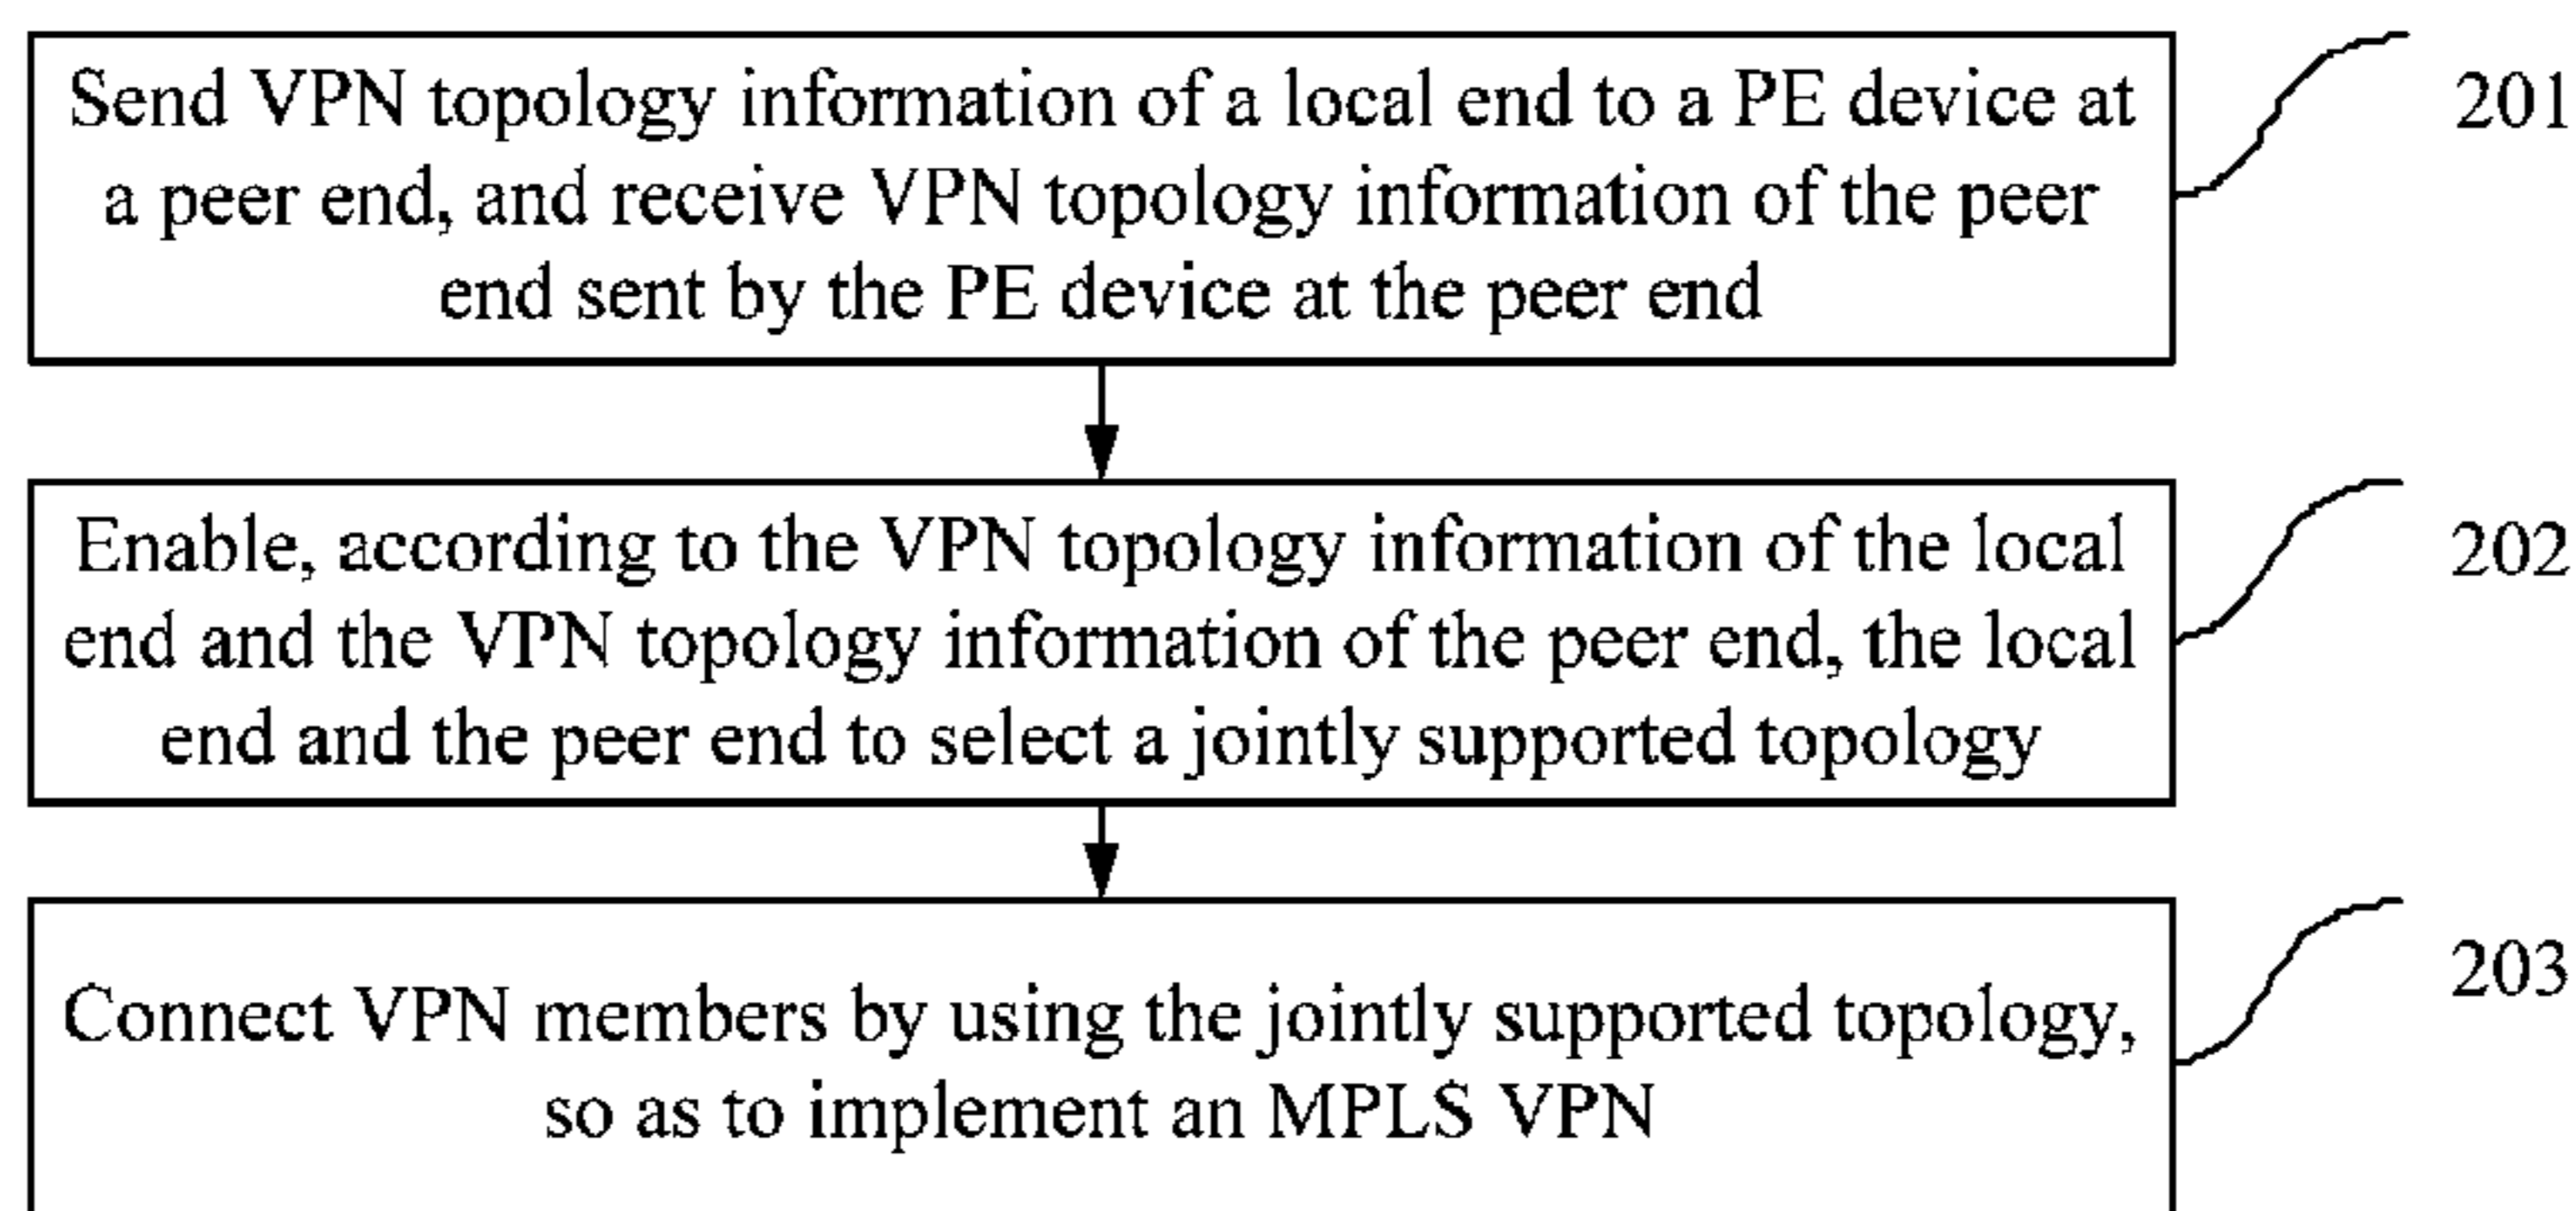 Send VPN topology information of a local end to a PE device at
a peer end, and receive VPN topology information of the peer
end sent by the PE device at the peer end
201
Enable, according to the VPN topology information of the local
end and the VPN topology information of the peer end, the local
end and the peer end to select a jointly supported topology
202
Connect VPN members by using the jointly supported topology,
so as to implement an MPLS VPN
203